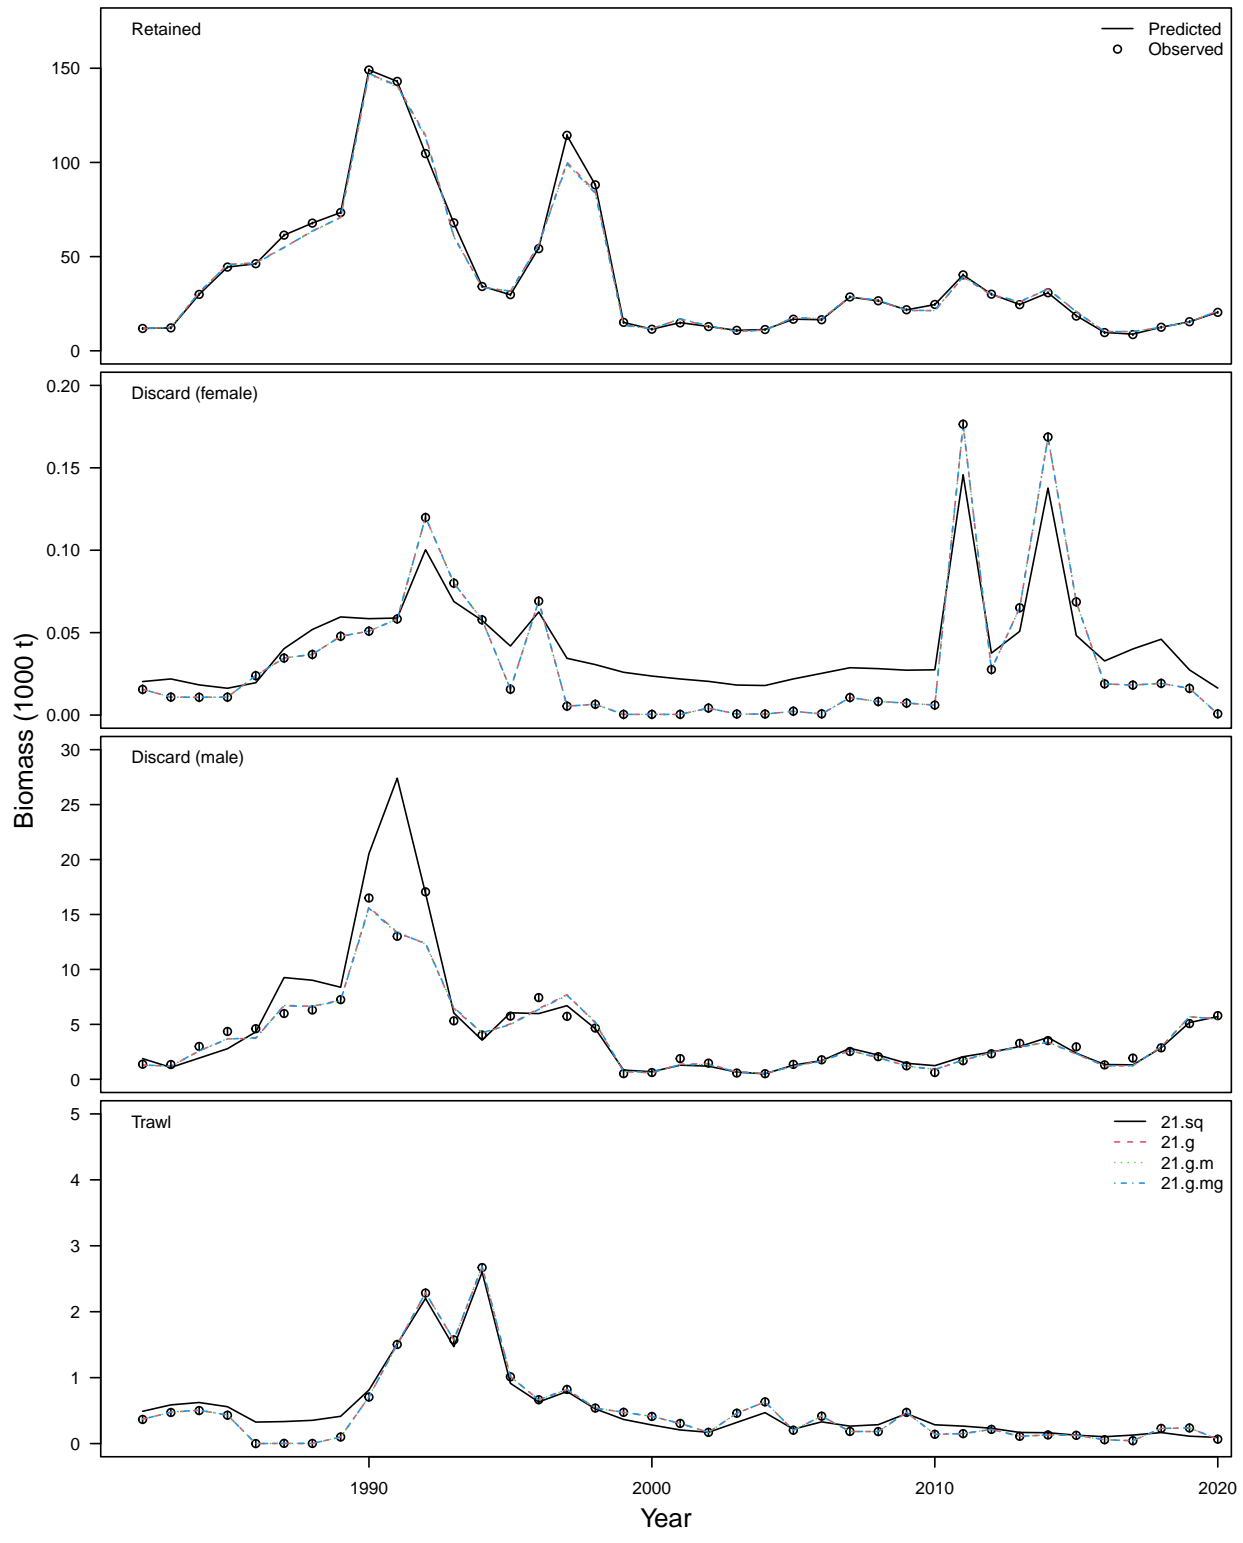 Retained
Predicted
Observed
150
100
50
0
Discard (female)
0.20
0.15
0.10
0.05
0.00
Discard (male)
30
25
20
15
10
5
0
Trawl
21.sq
21.g
21.g.m
21.g.mg
5
4
3
2
1
0
1990 2000 2010 2020
Year
Biomass (1000 t)